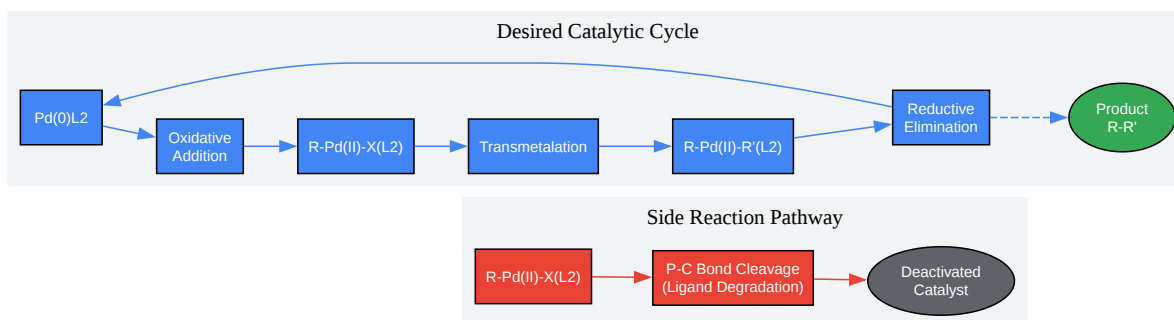 Desired Catalytic Cycle
Pd(0)L2
Oxidative
Addition
R-Pd(II)-X(L2)
Transmetalation
R-Pd(II)-R'(L2)
Reductive
Elimination
Product
R-R'
Side Reaction Pathway
R-Pd(II)-X(L2)
P-C Bond Cleavage
(Ligand Degradation)
Deactivated
Catalyst